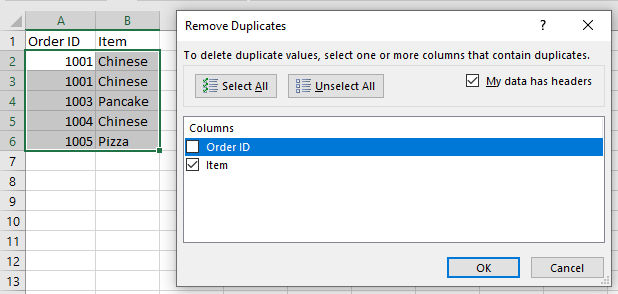 A B
1 Order ID Item
2 1001 Chinese
3 1001 Chinese
4 1003 Pancake
5 1004 Chinese
6 1005 Pizza
7
8
9
10
11
12
13
Remove Duplicates ? ×
To delete duplicate values, select one or more columns that contain duplicates.
Select All Unselect All My data has headers
Columns
Order ID
Item
OK Cancel